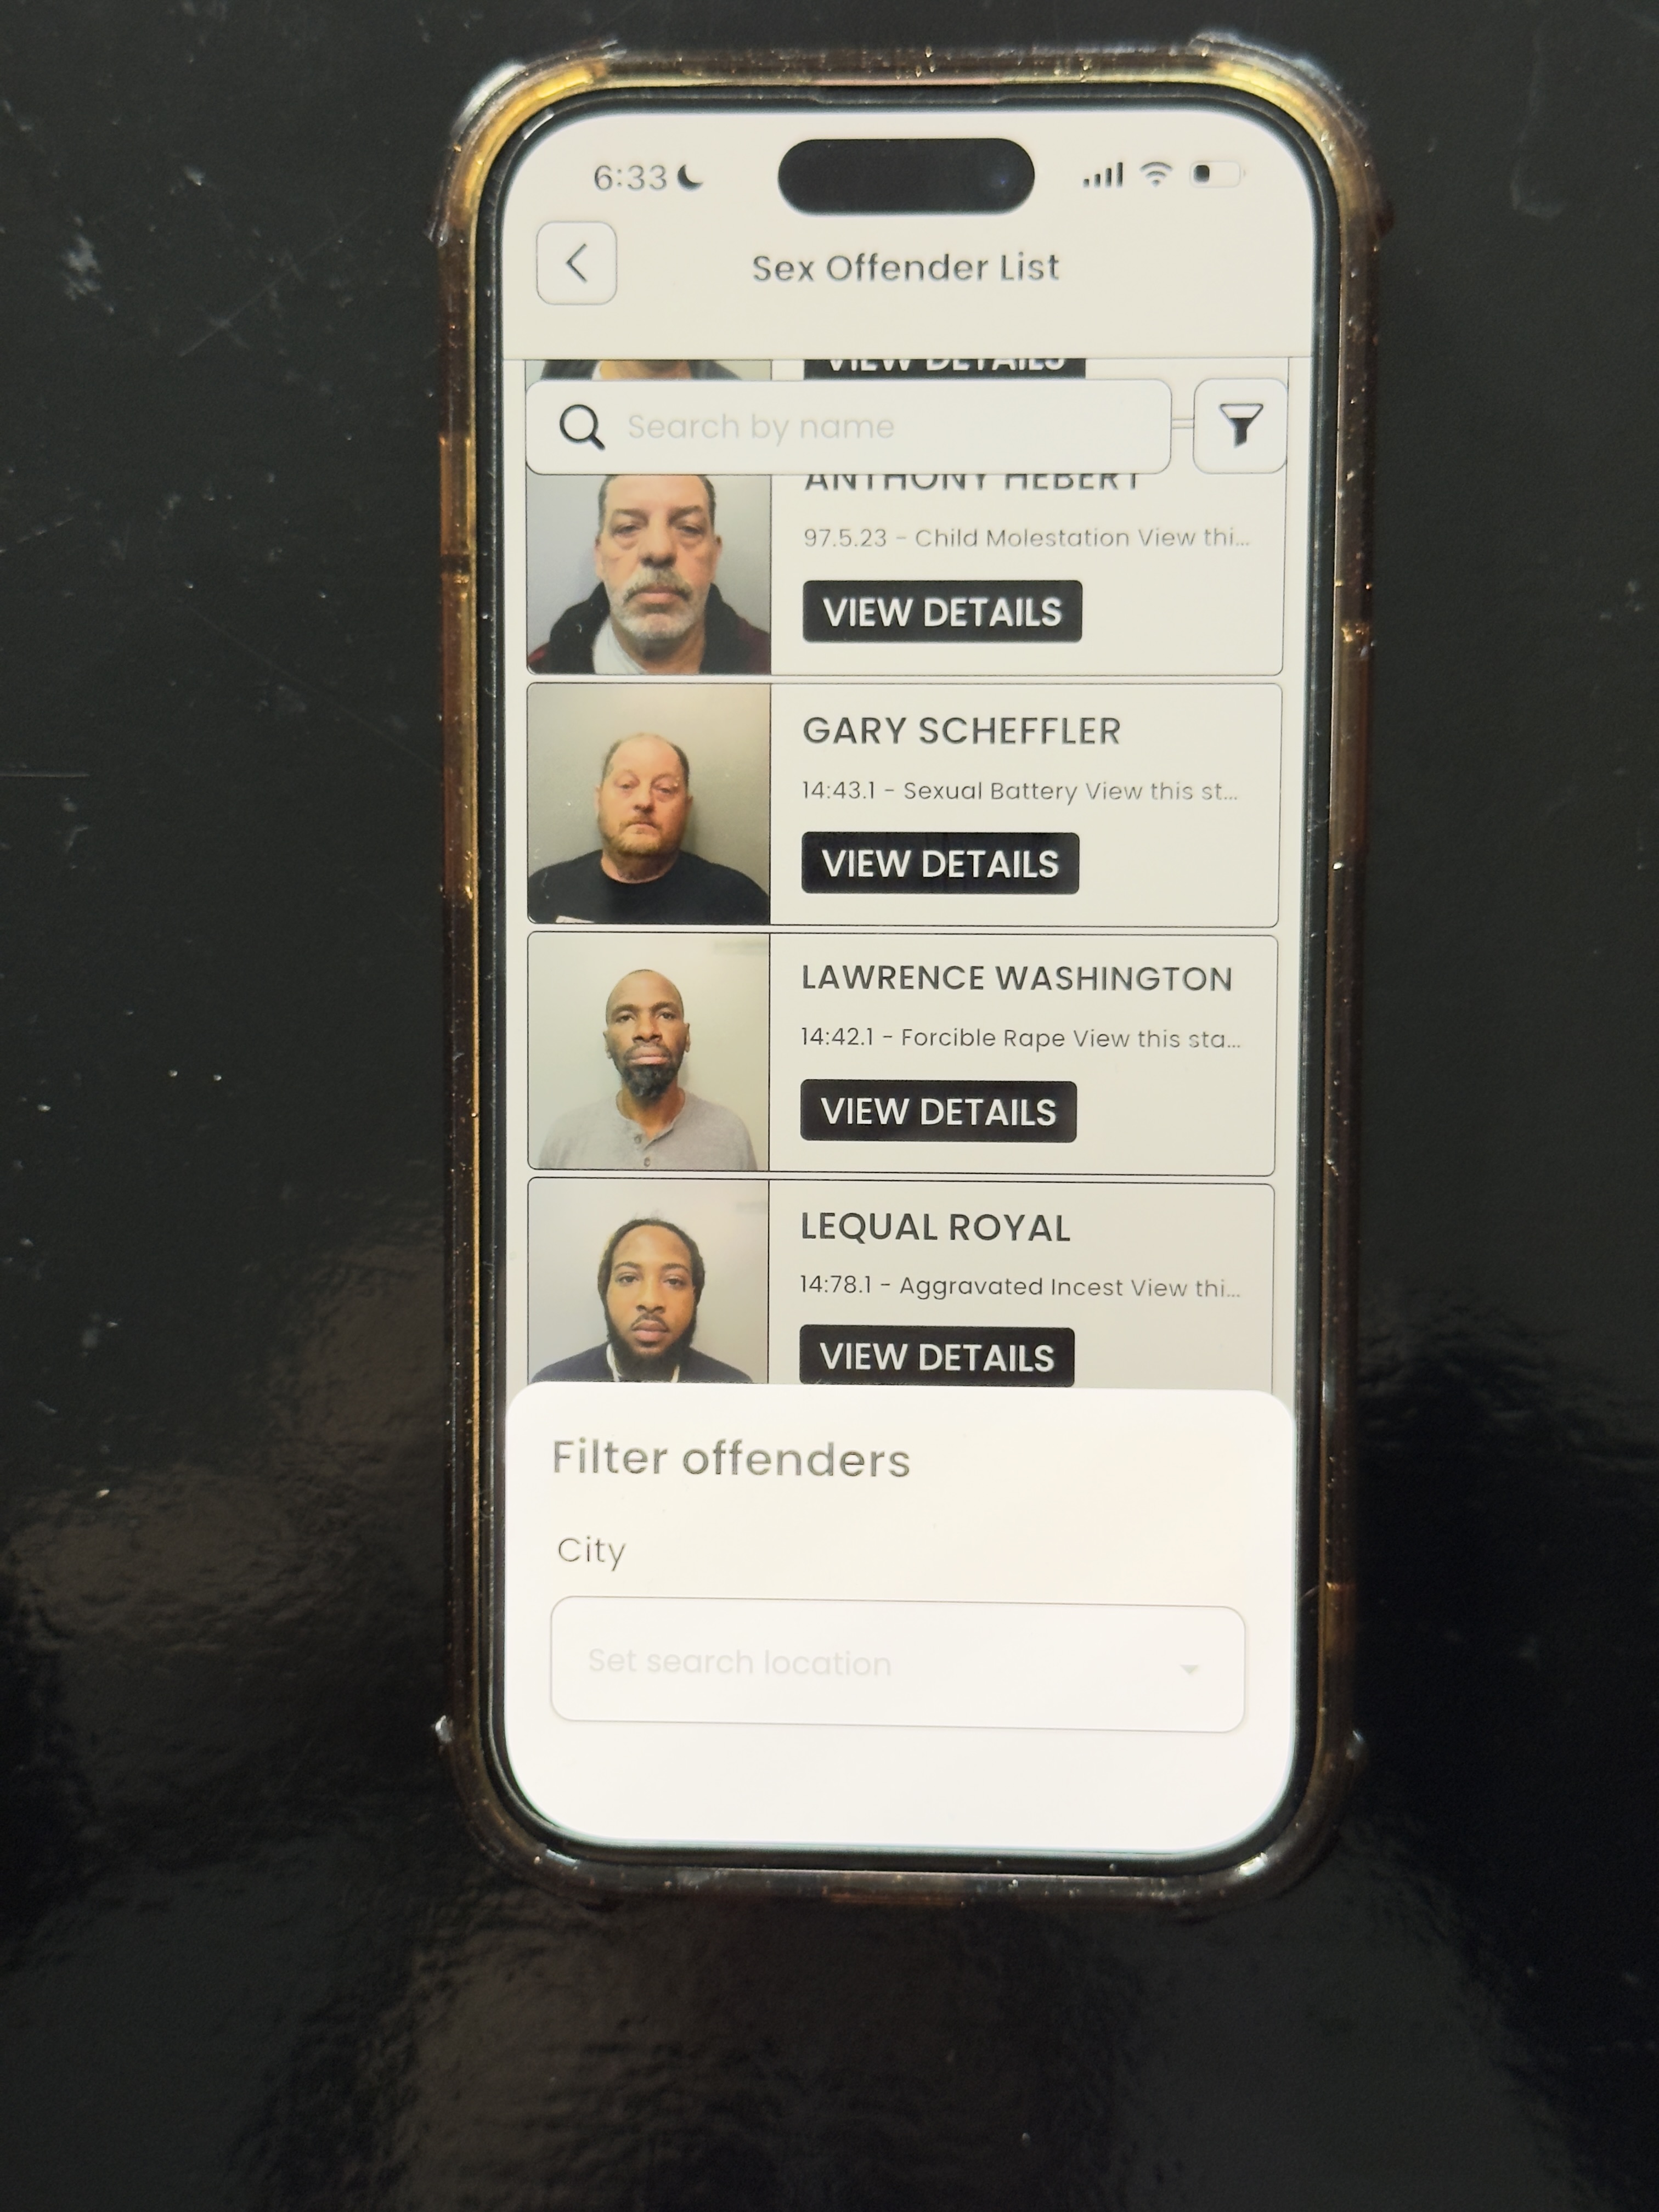 6:33
Sex Offender List
VIEW DETAILS
Search by name
ANTHONY HEBERT
97.5.23 - Child Molestation View thi...
VIEW DETAILS
GARY SCHEFFLER
14:43.1 - Sexual Battery View this st...
VIEW DETAILS
LAWRENCE WASHINGTON
14:42.1 - Forcible Rape View this sta...
VIEW DETAILS
LEQUAL ROYAL
14:78.1 - Aggravated Incest View thi...
VIEW DETAILS
Filter offenders
City
Set search location